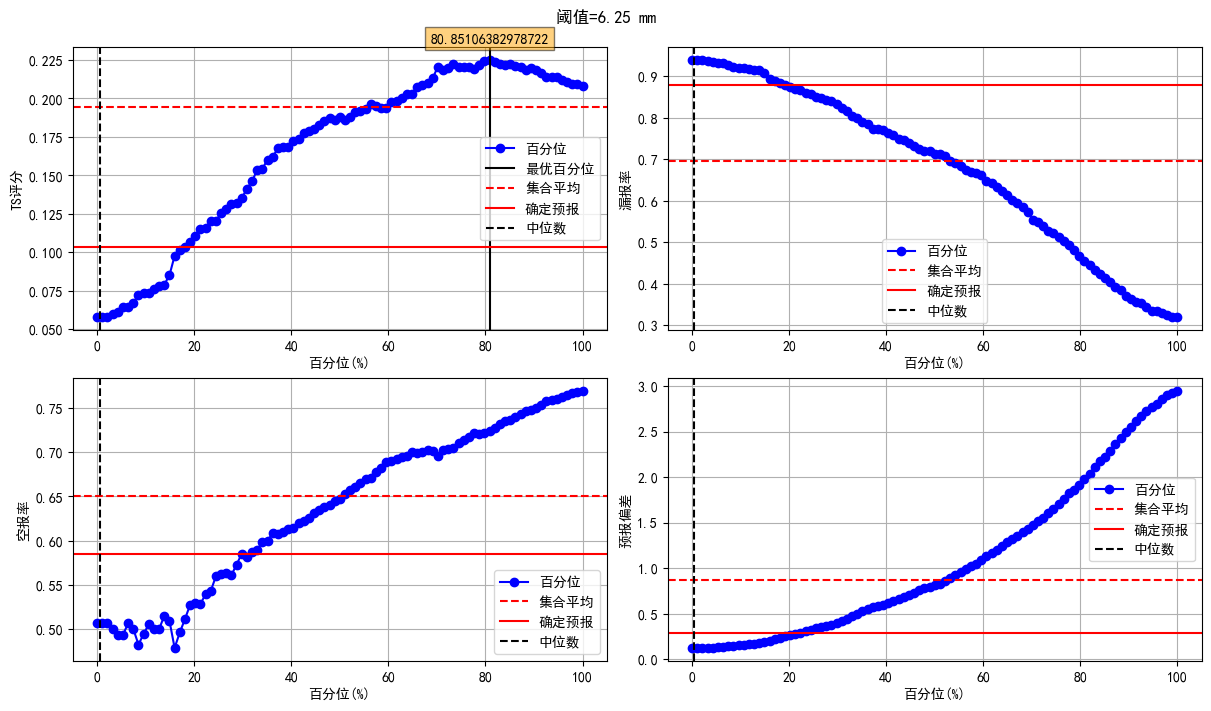 阈值=6.25 mm
80.85106382978722
TS评分
0.225
0.200
0.175
0.150
0.125
0.100
0.075
0.050
百分位
最优百分位
集合平均
确定预报
中位数
0 20 40 60 80 100
百分位(%)
漏报率
0.9
0.8
0.7
0.6
0.5
0.4
0.3
百分位
集合平均
确定预报
中位数
0 20 40 60 80 100
百分位(%)
空报率
0.75
0.70
0.65
0.60
0.55
0.50
百分位
集合平均
确定预报
中位数
0 20 40 60 80 100
百分位(%)
预报偏差
3.0
2.5
2.0
1.5
1.0
0.5
0.0
百分位
集合平均
确定预报
中位数
0 20 40 60 80 100
百分位(%)